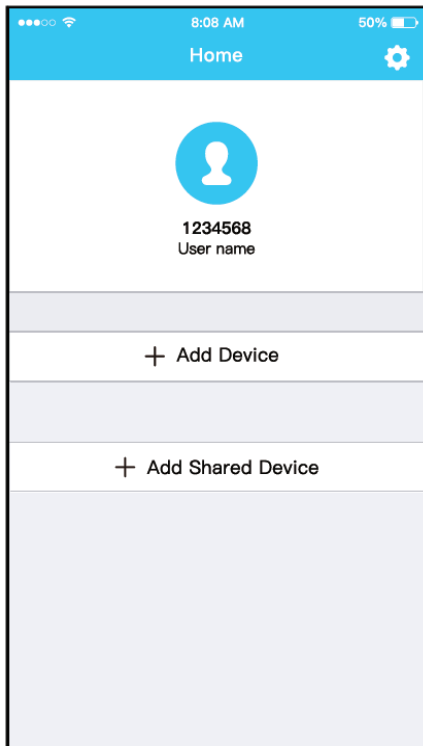 8:08 AM 50%
Home
1234568
User name
+ Add Device
+ Add Shared Device